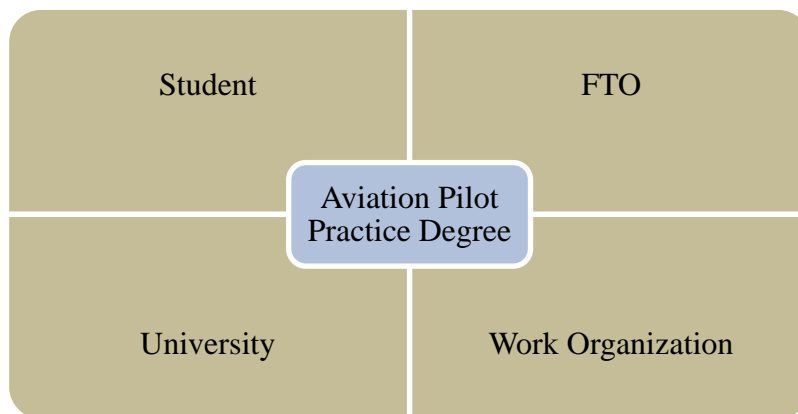 Student
FTO
Aviation Pilot
Practice Degree
University
Work Organization